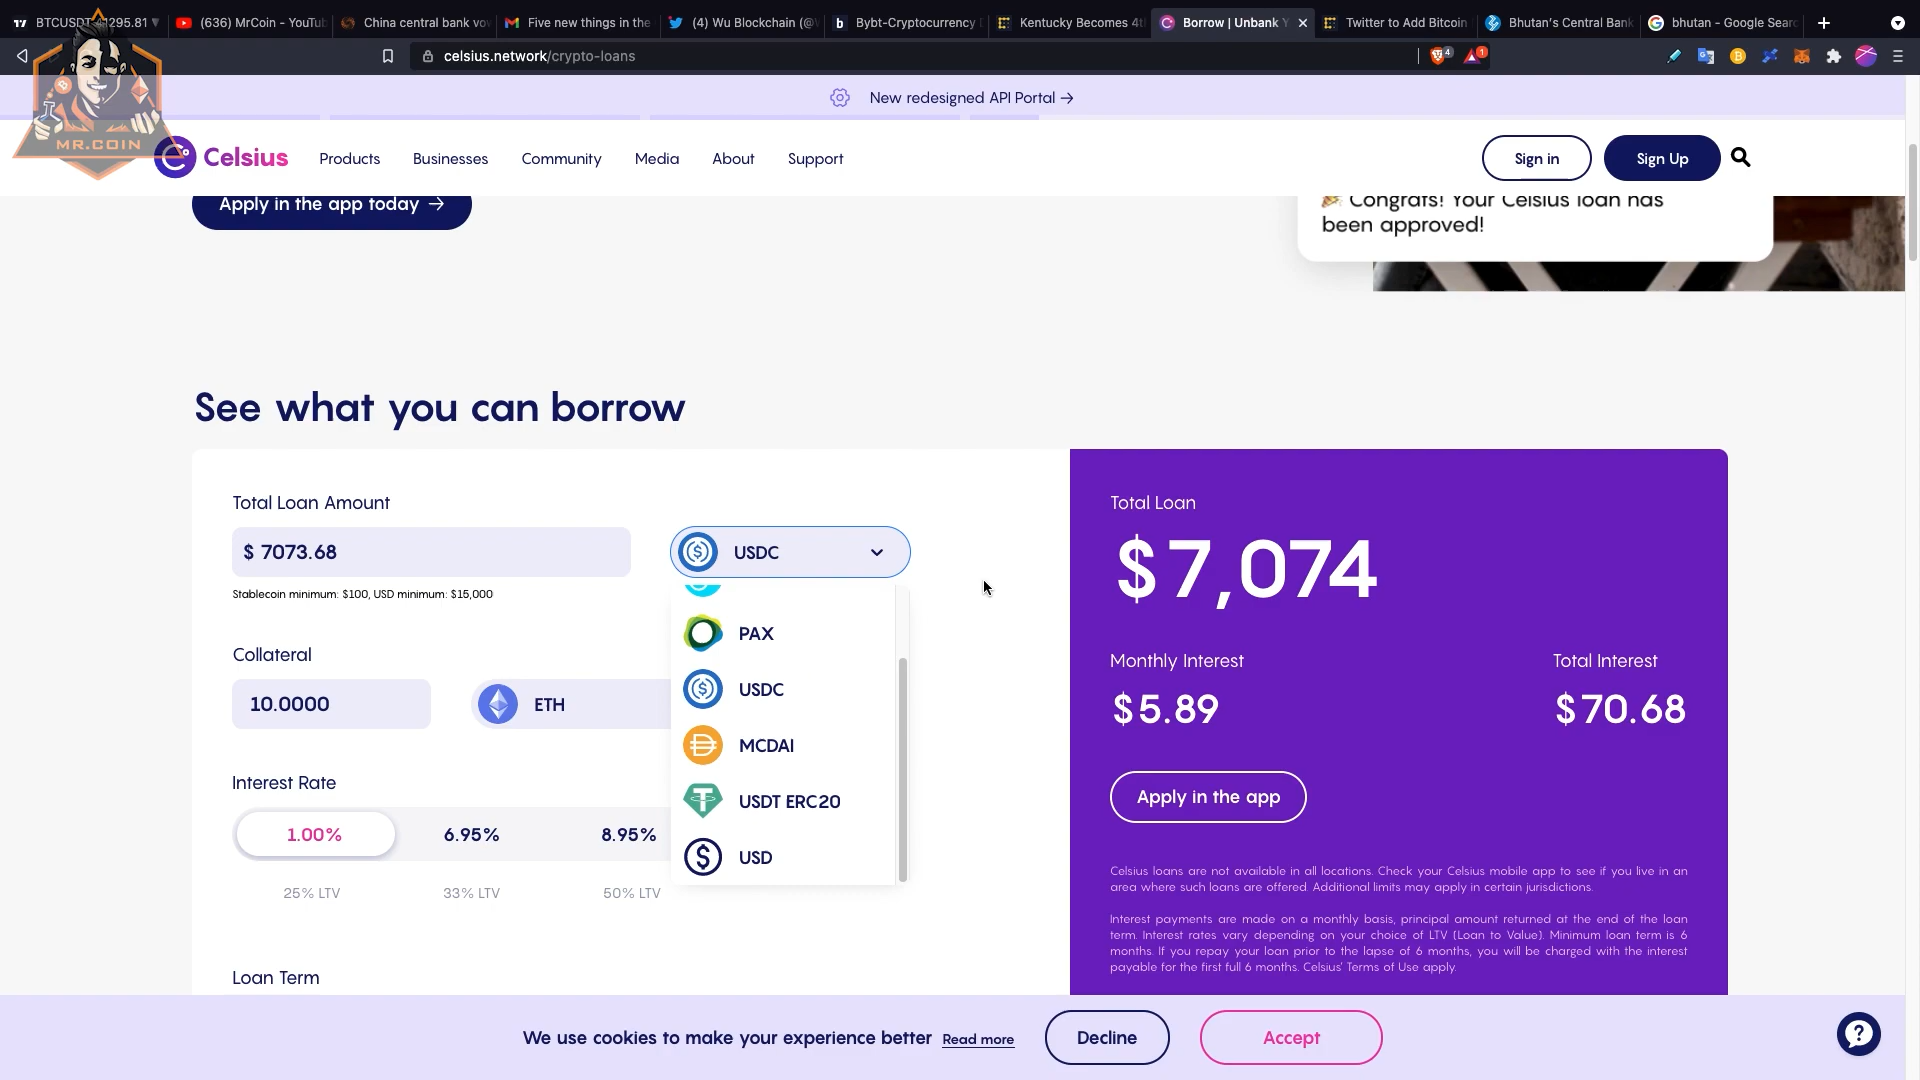 BTCUSDT 41295.81
(636) MrCoin - YouTub
China central bank vov
Five new things in the
(4) Wu Blockchain (@
Bybt-Cryptocurrency
Kentucky Becomes 4t
Borrow | Unbank Y
Twitter to Add Bitcoin
Bhutan's Central Bank
bhutan - Google Searc
celsius.network/crypto-loans
4
1
New redesigned API Portal →
MR.COIN
Celsius
Products
Businesses
Community
Media
About
Support
Sign in
Sign Up
Apply in the app today →
Congrats! Your Celsius loan has
been approved!
See what you can borrow
Total Loan Amount
$ 7073.68
USDC
Stablecoin minimum: $100, USD minimum: $15,000
PAX
USDC
MCDAI
USDT ERC20
USD
Collateral
10.0000
ETH
Interest Rate
1.00%
6.95%
8.95%
25% LTV
33% LTV
50% LTV
Loan Term
Total Loan
$7,074
Monthly Interest
Total Interest
$5.89
$70.68
Apply in the app
Celsius loans are not available in all locations. Check your Celsius mobile app to see if you live in an
area where such loans are offered. Additional limits may apply in certain jurisdictions.
Interest payments are made on a monthly basis, principal amount returned at the end of the loan
term. Interest rates vary depending on your choice of LTV (Loan to Value). Minimum loan term is 6
months. If you repay your loan prior to the lapse of 6 months, you will be charged with the interest
payable for the first full 6 months. Celsius' Terms of Use apply.
We use cookies to make your experience better Read more
Decline
Accept